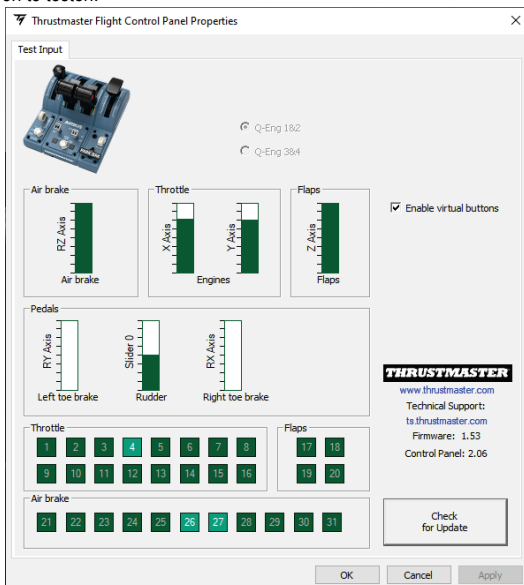 Thrustmaster Flight Control Panel Properties
Test Input
Q-Eng 1&2
Q-Eng 3&4
Air brake
RZ Axis
Air brake
Throttle
X Axis
Y Axis
Engines
Flaps
Z Axis
Flaps
Enable virtual buttons
Pedals
RY Axis
Left toe brake
Slider 0
Rudder
RX Axis
Right toe brake
THRUSTMASTER
www.thrustmaster.com
Technical Support:
ts.thrustmaster.com
Firmware: 1.53
Control Panel: 2.06
Throttle
1 2 3 4 5 6 7 8
9 10 11 12 13 14 15 16
Flaps
17 18
19 20
Air brake
21 22 23 24 25 26 27 28 29 30 31
Check
for Update
OK Cancel Apply